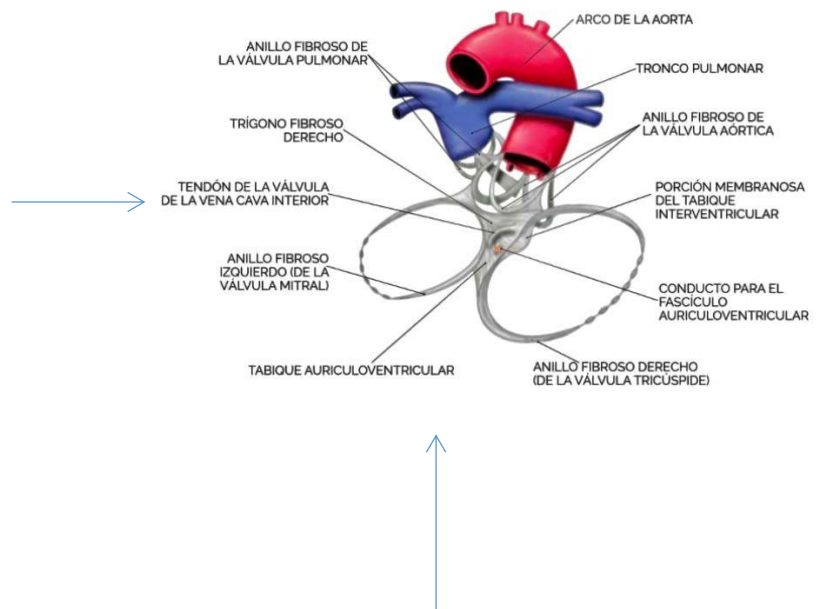 ARCO DE LA AORTA
ANILLO FIBROSO DE
LA VÁLVULA PULMONAR
TRONCO PULMONAR
TRÍGONO FIBROSO
DERECHO
ANILLO FIBROSO DE
LA VÁLVULA AÓRTICA
TENDÓN DE LA VÁLVULA
DE LA VENA CAVA INTERIOR
PORCIÓN MEMBRANOSA
DEL TABIQUE
INTERVENTRICULAR
ANILLO FIBROSO
IZQUIERDO (DE LA
VÁLVULA MITRAL)
CONDUCTO PARA EL
FASCÍCULO
AURICULOVENTRICULAR
TABIQUE AURICULOVENTRICULAR
ANILLO FIBROSO DERECHO
(DE LA VÁLVULA TRICÚSPIDE)